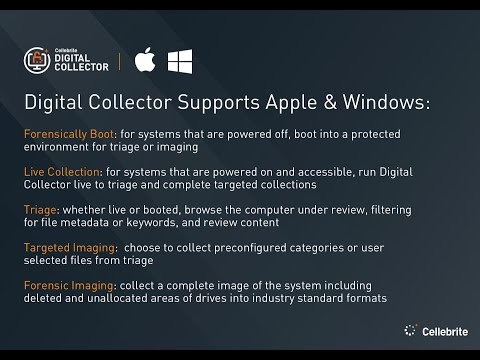 Cellebrite
DIGITAL
COLLECTOR
Digital Collector Supports Apple & Windows:
Forensically Boot: for systems that are powered off, boot into a protected
environment for triage or imaging
Live Collection: for systems that are powered on and accessible, run Digital
Collector live to triage and complete targeted collections
Triage: whether live or booted, browse the computer under review, filtering
for file metadata or keywords, and review content
Targeted Imaging: choose to collect preconfigured categories or user
selected files from triage
Forensic Imaging: collect a complete image of the system including
deleted and unallocated areas of drives into industry standard formats
Cellebrite